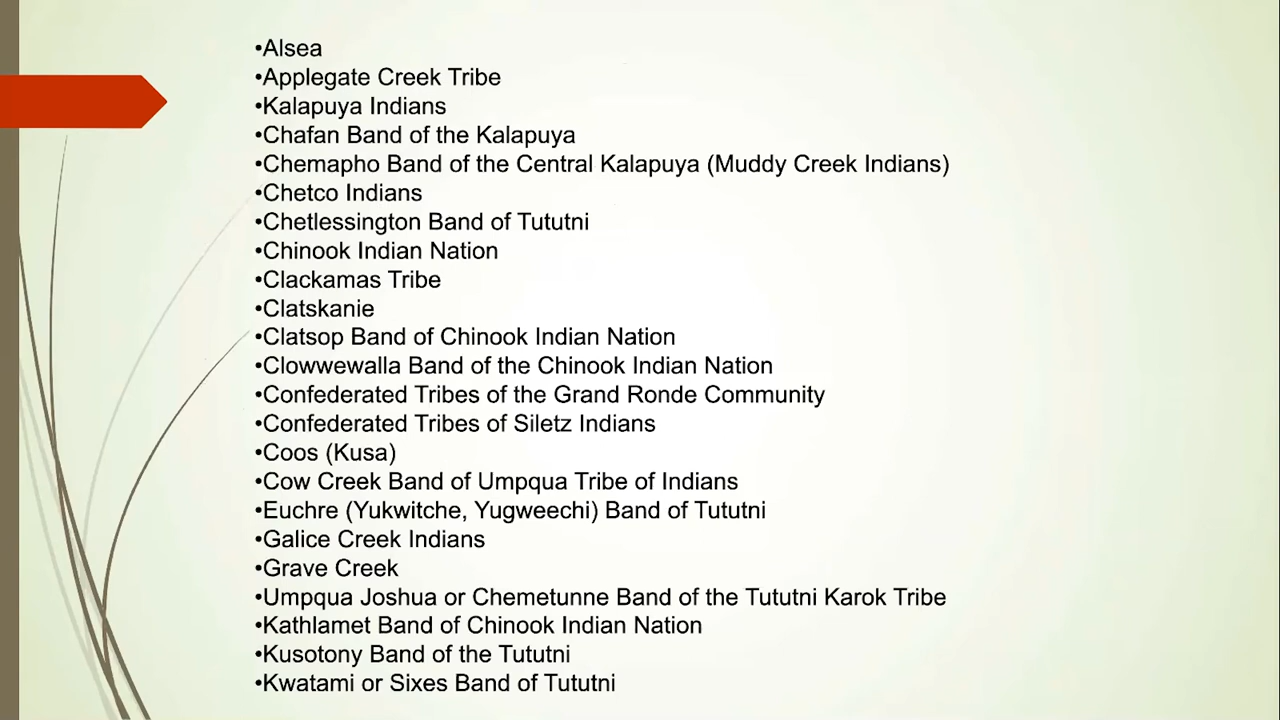 •Alsea
•Applegate Creek Tribe
•Kalapuya Indians
•Chafan Band of the Kalapuya
•Chemapho Band of the Central Kalapuya (Muddy Creek Indians)
•Chetco Indians
•Chetlessington Band of Tututni
•Chinook Indian Nation
•Clackamas Tribe
•Clatskanie
•Clatsop Band of Chinook Indian Nation
•Clowwewalla Band of the Chinook Indian Nation
•Confederated Tribes of the Grand Ronde Community
•Confederated Tribes of Siletz Indians
•Coos (Kusa)
•Cow Creek Band of Umpqua Tribe of Indians
•Euchre (Yukwitche, Yugweechi) Band of Tututni
•Galice Creek Indians
•Grave Creek
•Umpqua Joshua or Chemetunne Band of the Tututni Karok Tribe
•Kathlamet Band of Chinook Indian Nation
•Kusotony Band of the Tututni
•Kwatami or Sixes Band of Tututni